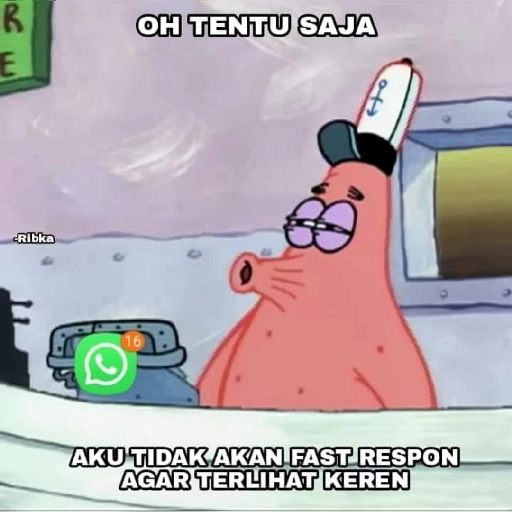 R
E
OH TENTU SAJA
-Ribka
16
AKU TIDAK AKAN FAST RESPON
AGAR TERLIHAT KEREN